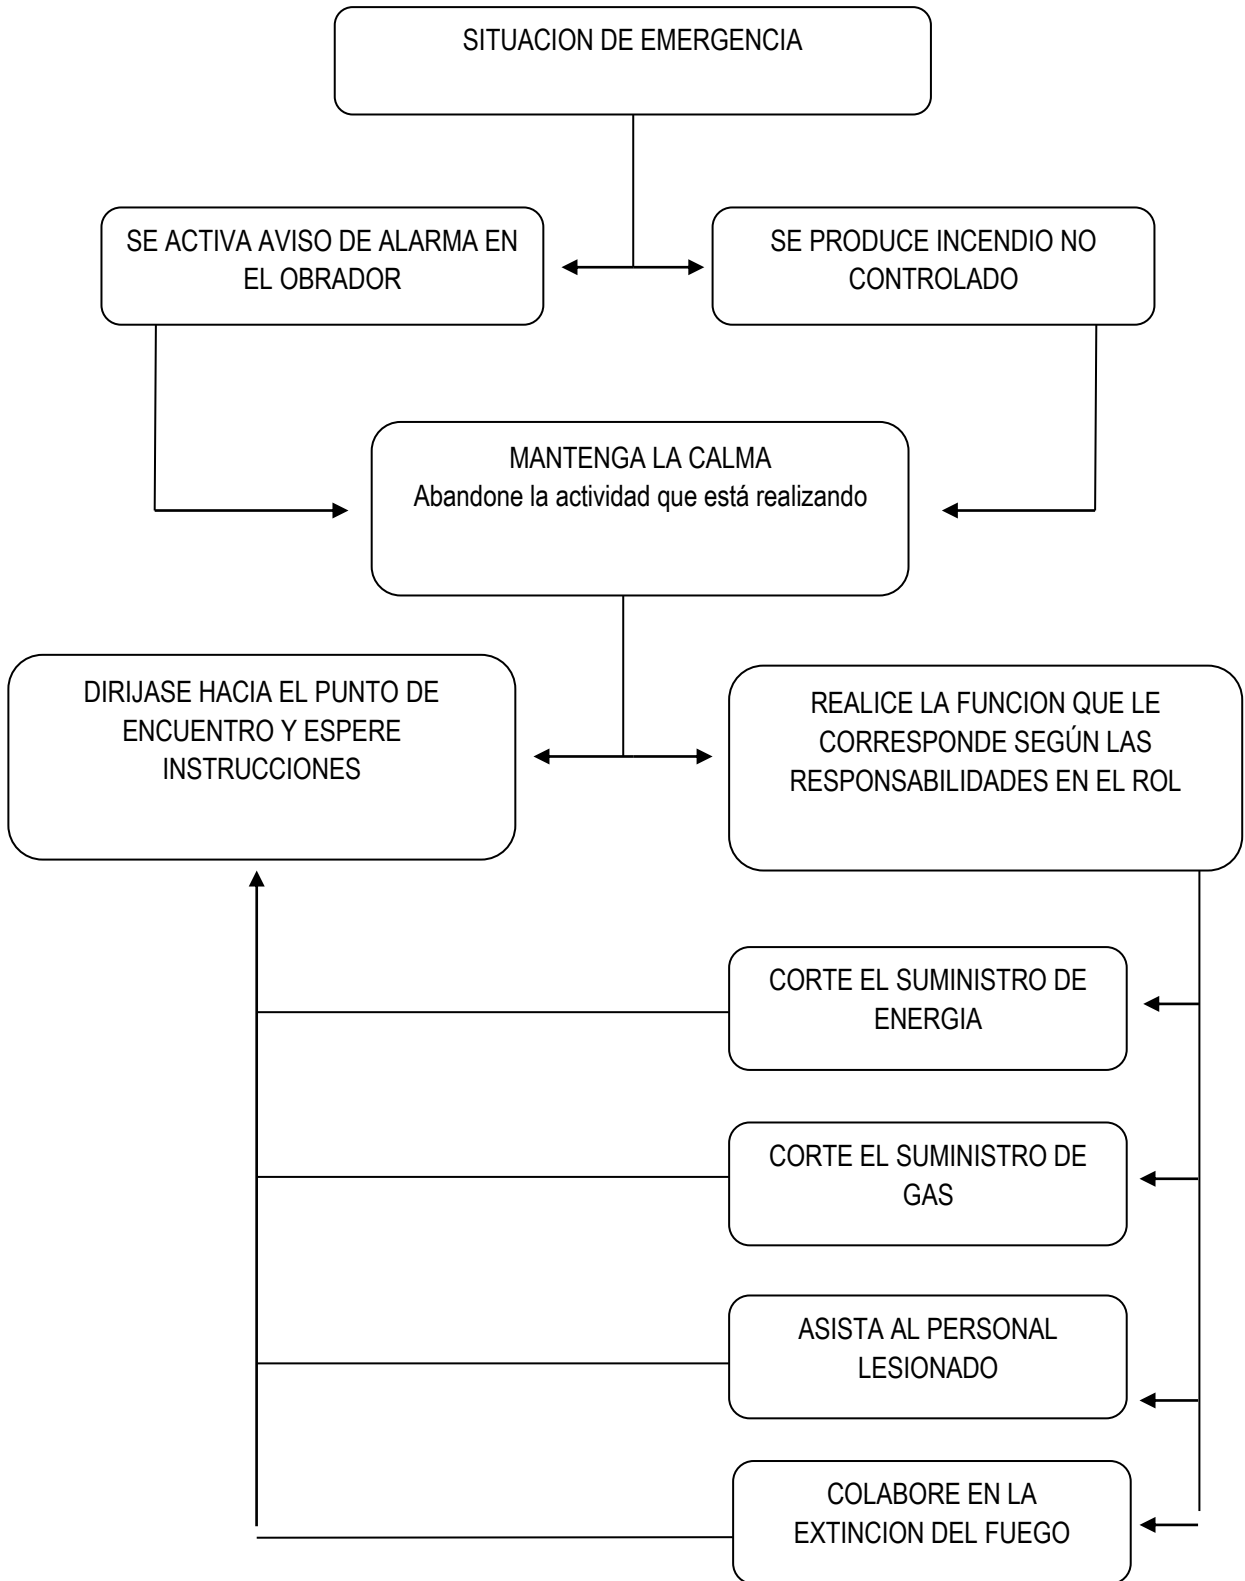 SITUACION DE EMERGENCIA
SE ACTIVA AVISO DE ALARMA EN
EL OBRADOR
SE PRODUCE INCENDIO NO
CONTROLADO
MANTENGA LA CALMA
Abandone la actividad que está realizando
DIRIJASE HACIA EL PUNTO DE
ENCUENTRO Y ESPERE
INSTRUCCIONES
REALICE LA FUNCION QUE LE
CORRESPONDE SEGÚN LAS
RESPONSABILIDADES EN EL ROL
CORTE EL SUMINISTRO DE
ENERGIA
CORTE EL SUMINISTRO DE
GAS
ASISTA AL PERSONAL
LESIONADO
COLABORE EN LA
EXTINCION DEL FUEGO